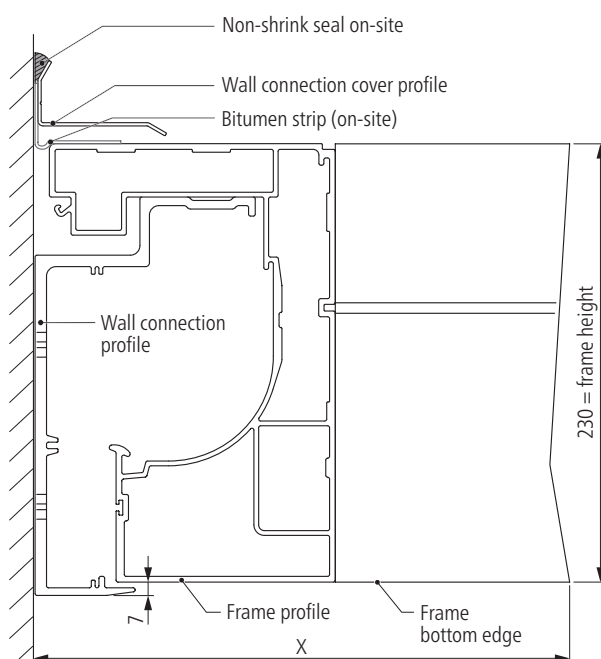 Non-shrink seal on-site
Wall connection cover profile
Bitumen strip (on-site)
Wall connection
profile
230 = frame height
7
Frame profile
Frame
bottom edge
X